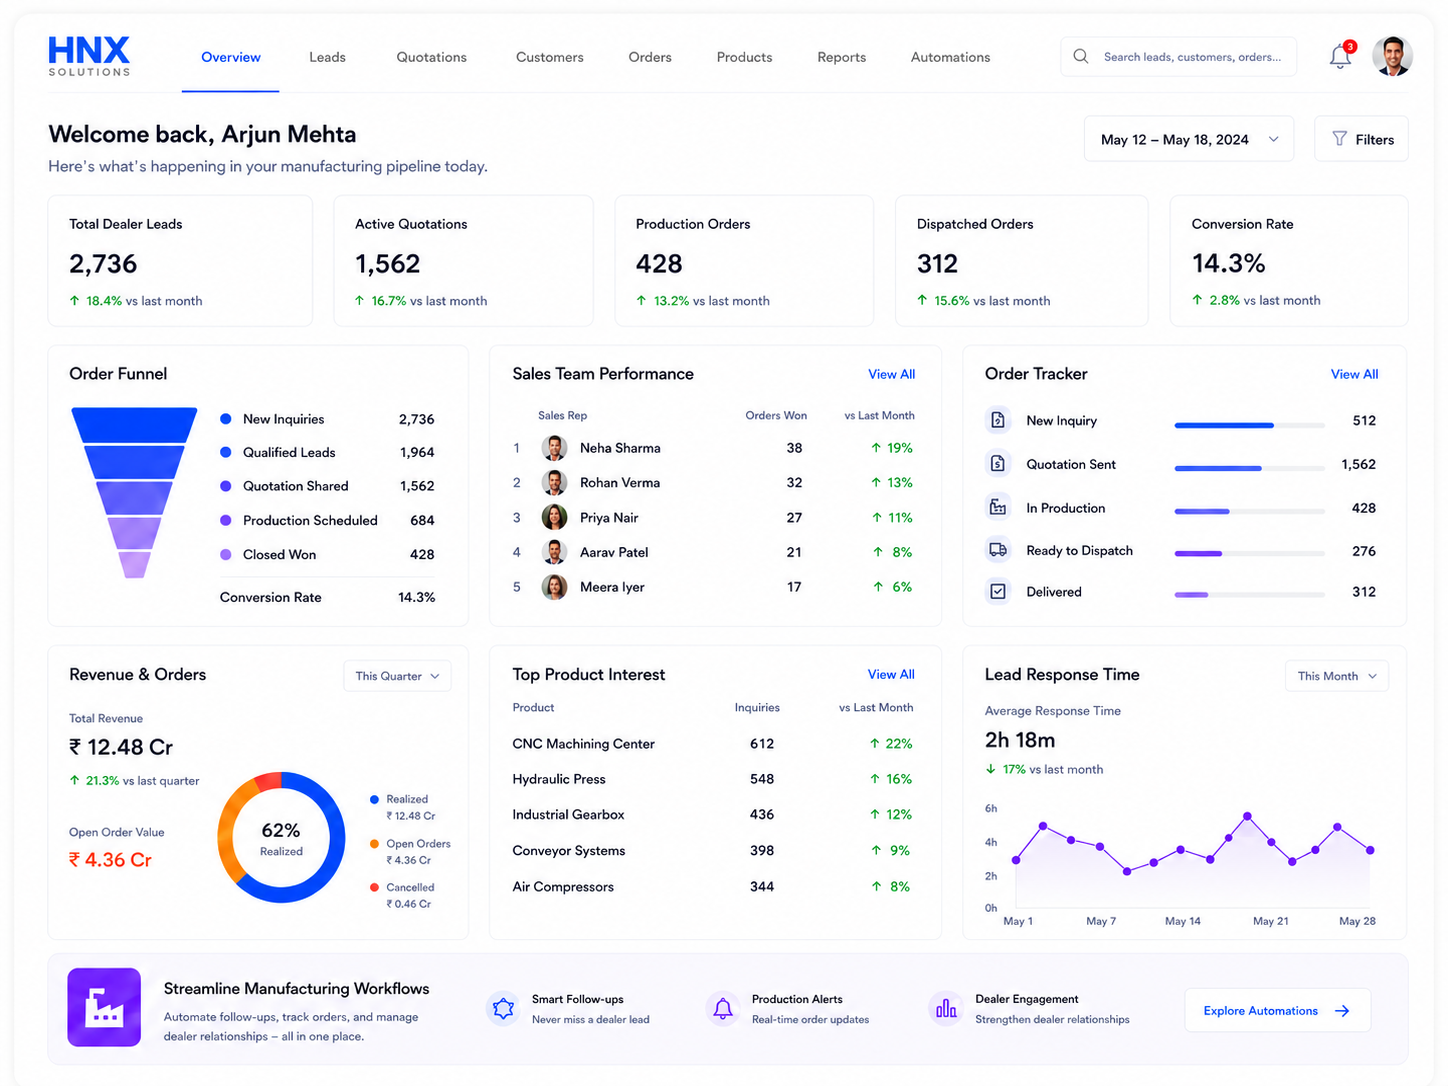 HNX
SOLUTIONS
Overview
Leads
Quotations
Customers
Orders
Products
Reports
Automations
Search leads, customers, orders...
3
Welcome back, Arjun Mehta
Here's what's happening in your manufacturing pipeline today.
May 12 – May 18, 2024
Filters
Total Dealer Leads
2,736
↑ 18.4% vs last month
Active Quotations
1,562
↑ 16.7% vs last month
Production Orders
428
↑ 13.2% vs last month
Dispatched Orders
312
↑ 15.6% vs last month
Conversion Rate
14.3%
↑ 2.8% vs last month
Order Funnel
New Inquiries 2,736
Qualified Leads 1,964
Quotation Shared 1,562
Production Scheduled 684
Closed Won 428
Conversion Rate 14.3%
Sales Team Performance View All
Sales Rep Orders Won vs Last Month
1 Neha Sharma 38 ↑ 19%
2 Rohan Verma 32 ↑ 13%
3 Priya Nair 27 ↑ 11%
4 Aarav Patel 21 ↑ 8%
5 Meera Iyer 17 ↑ 6%
Order Tracker View All
New Inquiry 512
Quotation Sent 1,562
In Production 428
Ready to Dispatch 276
Delivered 312
Revenue & Orders This Quarter
Total Revenue
₹ 12.48 Cr
↑ 21.3% vs last quarter
Open Order Value
₹ 4.36 Cr
62%
Realized
Realized
₹ 12.48 Cr
Open Orders
₹ 4.36 Cr
Cancelled
₹ 0.46 Cr
Top Product Interest View All
Product Inquiries vs Last Month
CNC Machining Center 612 ↑ 22%
Hydraulic Press 548 ↑ 16%
Industrial Gearbox 436 ↑ 12%
Conveyor Systems 398 ↑ 9%
Air Compressors 344 ↑ 8%
Lead Response Time This Month
Average Response Time
2h 18m
↓ 17% vs last month
6h
4h
2h
0h
May 1 May 7 May 14 May 21 May 28
Streamline Manufacturing Workflows
Automate follow-ups, track orders, and manage
dealer relationships – all in one place.
Smart Follow-ups
Never miss a dealer lead
Production Alerts
Real-time order updates
Dealer Engagement
Strengthen dealer relationships
Explore Automations →